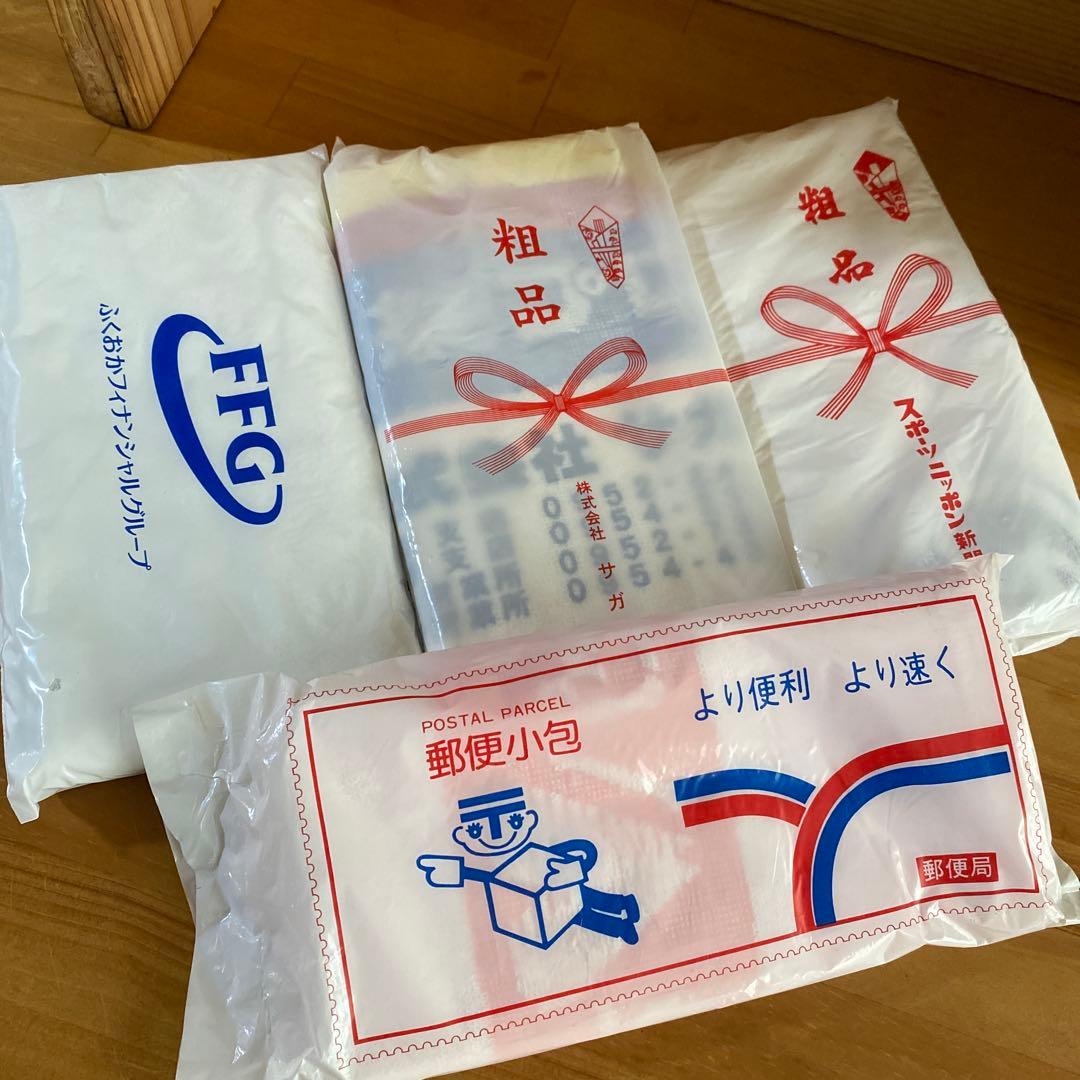 FFG
ふくおかフィナンシャルグループ
粗品
株式会社サガ
粗品
スポーツニッポン新聞
POSTAL PARCEL
郵便小包
より便利 より速く
郵便局